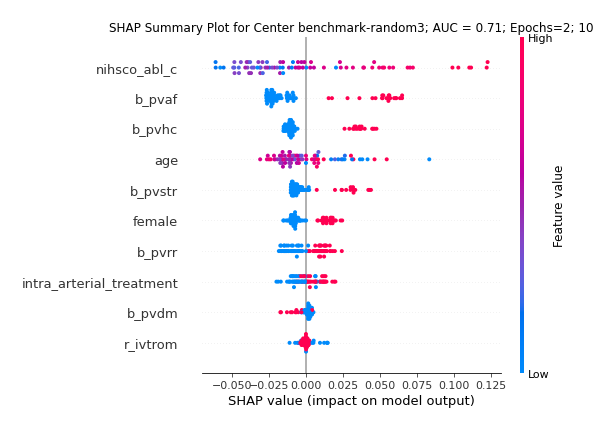 SHAP Summary Plot for Center benchmark-random3; AUC = 0.71; Epochs=2; 10
High
nihsco_abl_c
b_pvaf
b_pvhc
age
b_pvstr
female
b_pvrr
intra_arterial_treatment
b_pvdm
r_ivtrom
Feature value
Low
−0.050 −0.025 0.000 0.025 0.050 0.075 0.100 0.125
SHAP value (impact on model output)